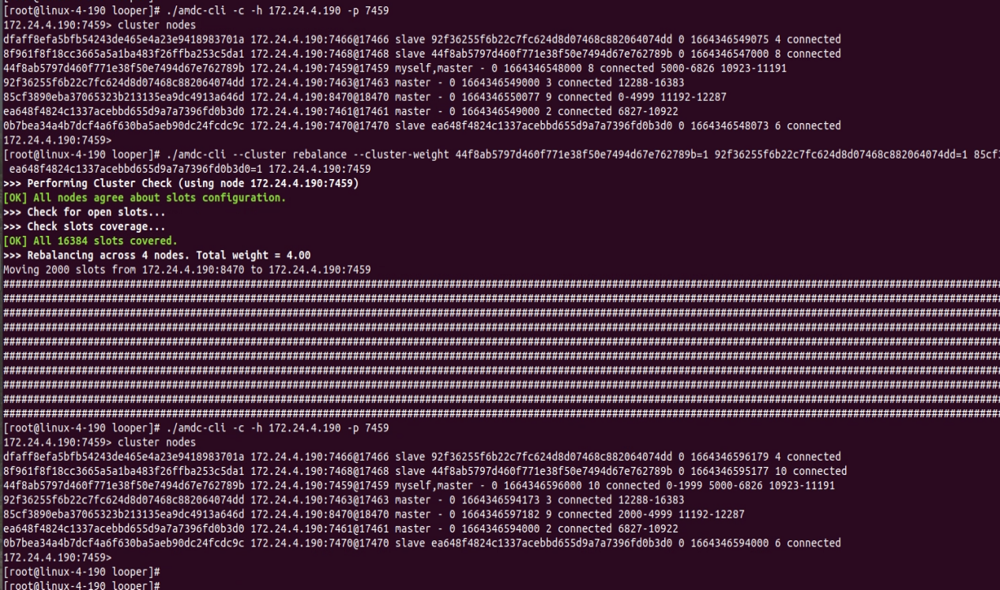 [root@linux-4-190 looper]# ./amdc-cli -c -h 172.24.4.190 -p 7459
172.24.4.190:7459> cluster nodes
dfaff8efa5bfb54243de465e4a23e9418983701a 172.24.4.190:7466@17466 slave 92f36255f6b22c7fc624d8d07468c882064074dd 0 1664346549075 4 connected
8f961f8f18cc3665a5a1ba483f26ffba253c5da1 172.24.4.190:7468@17468 slave 44f8ab5797d460f771e38f50e7494d67e762789b 0 1664346547000 8 connected
44f8ab5797d460f771e38f50e7494d67e762789b 172.24.4.190:7459@17459 myself,master - 0 1664346548000 8 connected 5000-6826 10923-11191
92f36255f6b22c7fc624d8d07468c882064074dd 172.24.4.190:7463@17463 master - 0 1664346549000 3 connected 12288-16383
85cf3890eba37065323b213135ea9dc4913a646d 172.24.4.190:8470@18470 master - 0 1664346550077 9 connected 0-4999 11192-12287
ea648f4824c1337acebbd655d9a7a7396fd0b3d0 172.24.4.190:7461@17461 master - 0 1664346549000 2 connected 6827-10922
0b7bea34a4b7dcf4a6f630ba5aeb90dc24fcdc9c 172.24.4.190:7470@17470 slave ea648f4824c1337acebbd655d9a7a7396fd0b3d0 0 1664346548073 6 connected
172.24.4.190:7459>
[root@linux-4-190 looper]# ./amdc-cli --cluster rebalance --cluster-weight 44f8ab5797d460f771e38f50e7494d67e762789b=1 92f36255f6b22c7fc624d8d07468c882064074dd=1 85cf
ea648f4824c1337acebbd655d9a7a7396fd0b3d0=1 172.24.4.190:7459
>>> Performing Cluster Check (using node 172.24.4.190:7459)
[OK] All nodes agree about slots configuration.
>>> Check for open slots...
>>> Check slots coverage...
[OK] All 16384 slots covered.
>>> Rebalancing across 4 nodes. Total weight = 4.00
Moving 2000 slots from 172.24.4.190:8470 to 172.24.4.190:7459
[root@linux-4-190 looper]# ./amdc-cli -c -h 172.24.4.190 -p 7459
172.24.4.190:7459> cluster nodes
dfaff8efa5bfb54243de465e4a23e9418983701a 172.24.4.190:7466@17466 slave 92f36255f6b22c7fc624d8d07468c882064074dd 0 1664346596179 4 connected
8f961f8f18cc3665a5a1ba483f26ffba253c5da1 172.24.4.190:7468@17468 slave 44f8ab5797d460f771e38f50e7494d67e762789b 0 1664346595177 10 connected
44f8ab5797d460f771e38f50e7494d67e762789b 172.24.4.190:7459@17459 myself,master - 0 1664346596000 10 connected 0-1999 5000-6826 10923-11191
92f36255f6b22c7fc624d8d07468c882064074dd 172.24.4.190:7463@17463 master - 0 1664346594173 3 connected 12288-16383
85cf3890eba37065323b213135ea9dc4913a646d 172.24.4.190:8470@18470 master - 0 1664346597182 9 connected 2000-4999 11192-12287
ea648f4824c1337acebbd655d9a7a7396fd0b3d0 172.24.4.190:7461@17461 master - 0 1664346594000 2 connected 6827-10922
0b7bea34a4b7dcf4a6f630ba5aeb90dc24fcdc9c 172.24.4.190:7470@17470 slave ea648f4824c1337acebbd655d9a7a7396fd0b3d0 0 1664346594000 6 connected
172.24.4.190:7459>
[root@linux-4-190 looper]#
[root@linux-4-190 looper]#